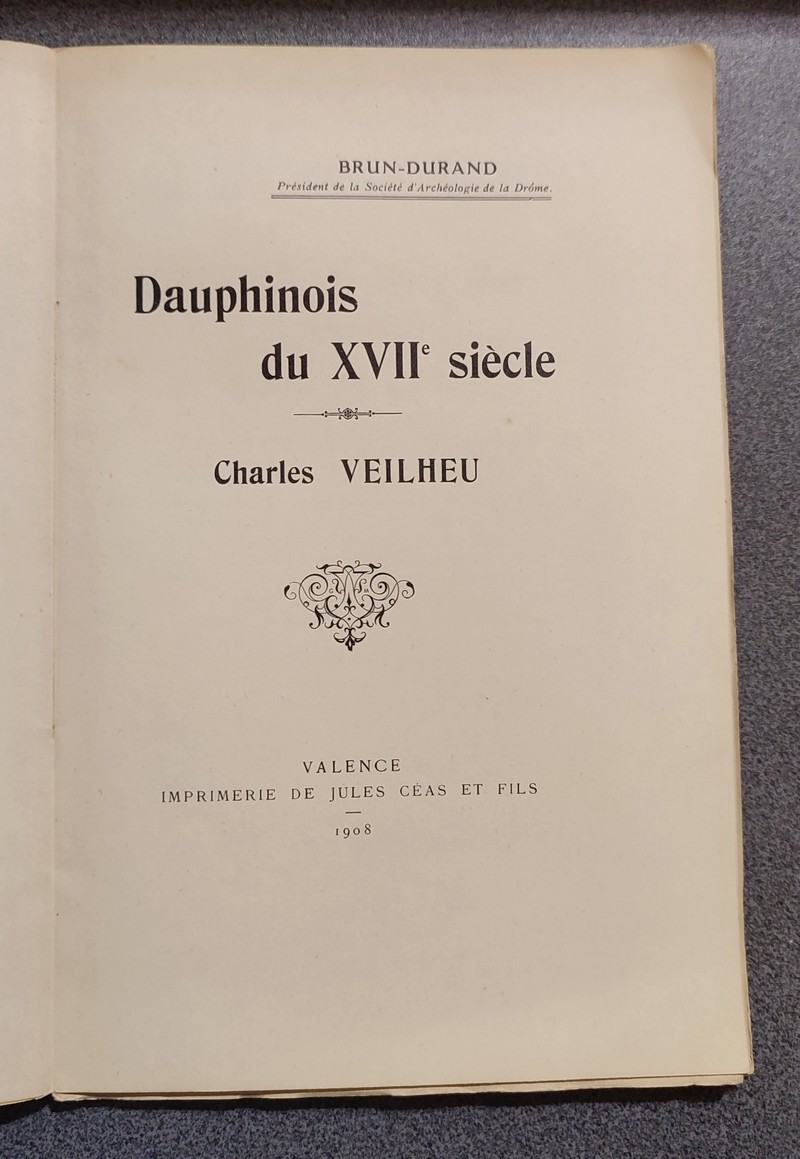 BRUN-DURAND
Président de la Société d'Archéologie de la Drôme.
Dauphinois
du XVIIe siècle
Charles VEILHEU
VALENCE
IMPRIMERIE DE JULES CÉAS ET FILS
1908